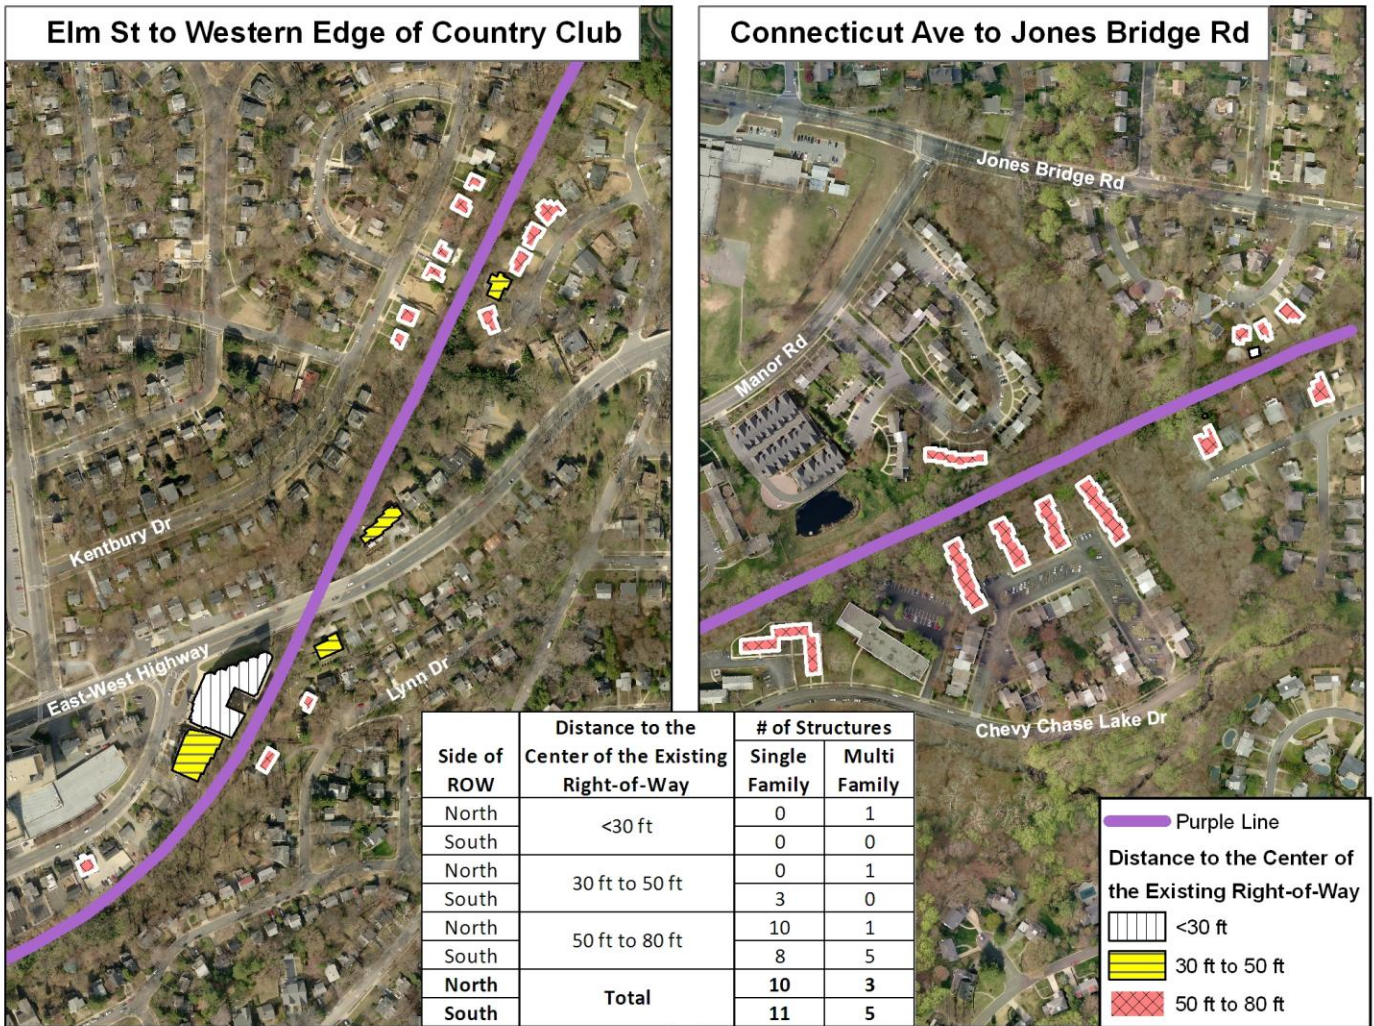 Elm St to Western Edge of Country Club
Connecticut Ave to Jones Bridge Rd
Jones Bridge Rd
Manor Rd
Kentbury Dr
East-West Highway
Lynn Dr
Chevy Chase Lake Dr
Side of ROW
Distance to the Center of the Existing Right-of-Way
# of Structures
Single Family
Multi Family
North <30 ft 0 1
South 0 0
North 30 ft to 50 ft 0 1
South 3 0
North 50 ft to 80 ft 10 1
South 8 5
North Total 10 3
South 11 5
Purple Line
Distance to the Center of
the Existing Right-of-Way
<30 ft
30 ft to 50 ft
50 ft to 80 ft